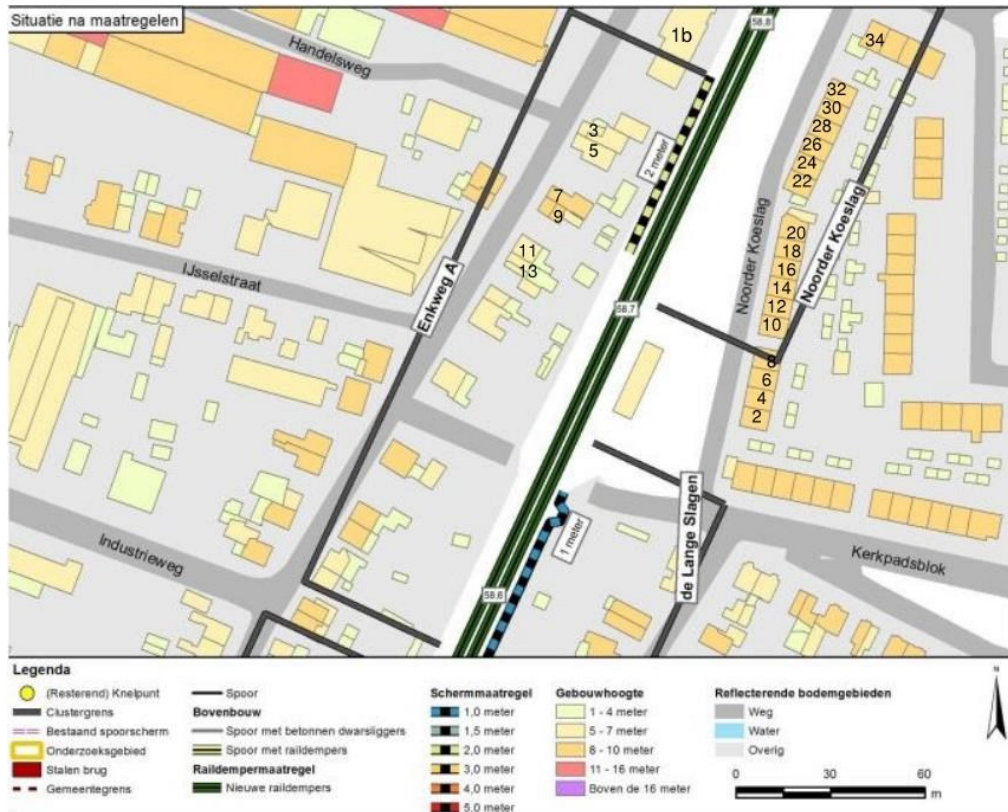 Situatie na maatregelen
Handelsweg
1b
58.8
34
32
30
28
26
24
22
3
5
2 meter
7
9
Noorder Koeslag
Noorder Koeslag
20
18
16
14
12
10
11
13
IJsselstraat
Enkweg A
58.7
8
6
4
2
de Lange Slagen
1 meter
Industrieweg
Kerkpadsblok
58.6
Legenda
(Resterend) Knelpunt
Clustergrens
Bestaand spoorscherm
Onderzoeksgebied
Stalen brug
Gemeentegrens
Spoor
Bovenbouw
Spoor met betonnen dwarsliggers
Spoor met raildempers
Raildempermaatregel
Nieuwe raildempers
Schermmaatregel
1,0 meter
1,5 meter
2,0 meter
3,0 meter
4,0 meter
5,0 meter
Gebouwhoogte
1 - 4 meter
5 - 7 meter
8 - 10 meter
11 - 16 meter
Boven de 16 meter
Reflecterende bodemgebieden
Weg
Water
Overig
N
0 30 60
m